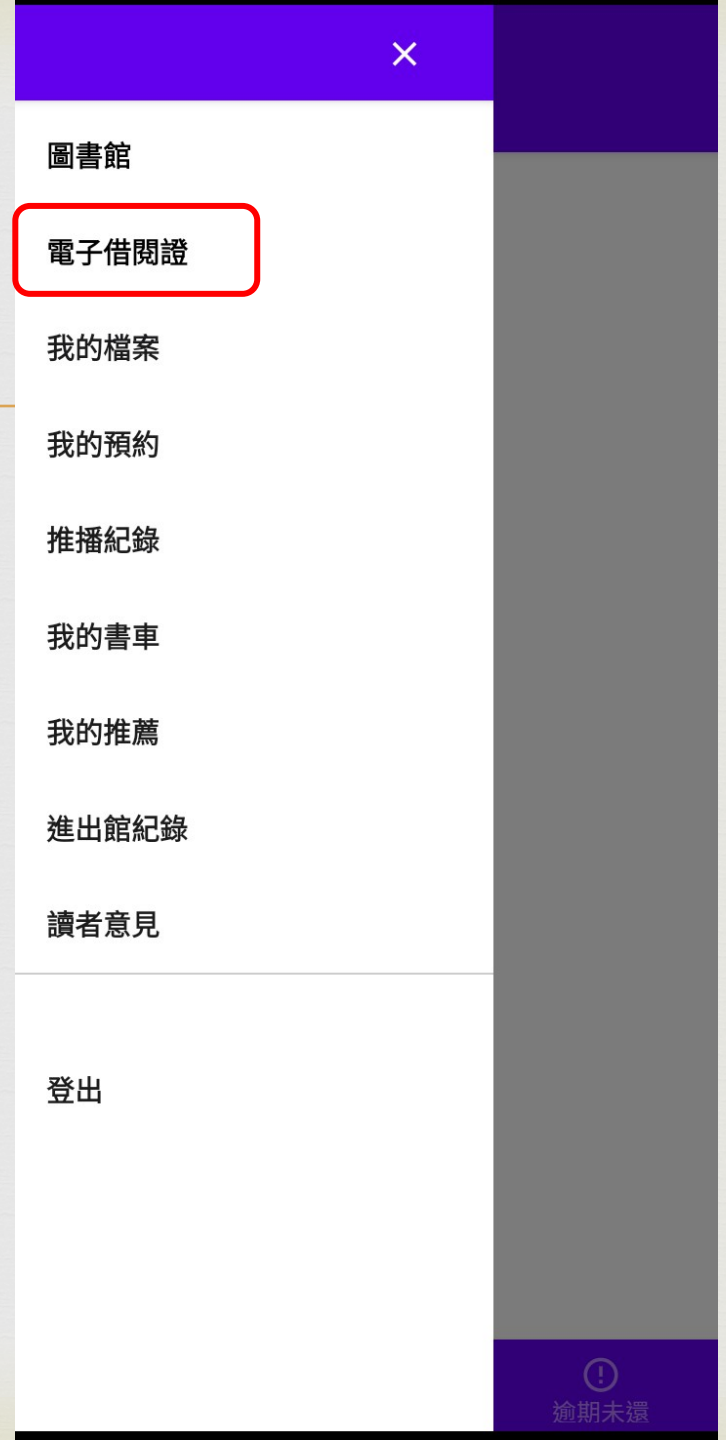 圖書館
電子借閱證
我的檔案
我的預約
推播紀錄
我的書車
我的推薦
進出館紀錄
讀者意見
登出
逾期未還